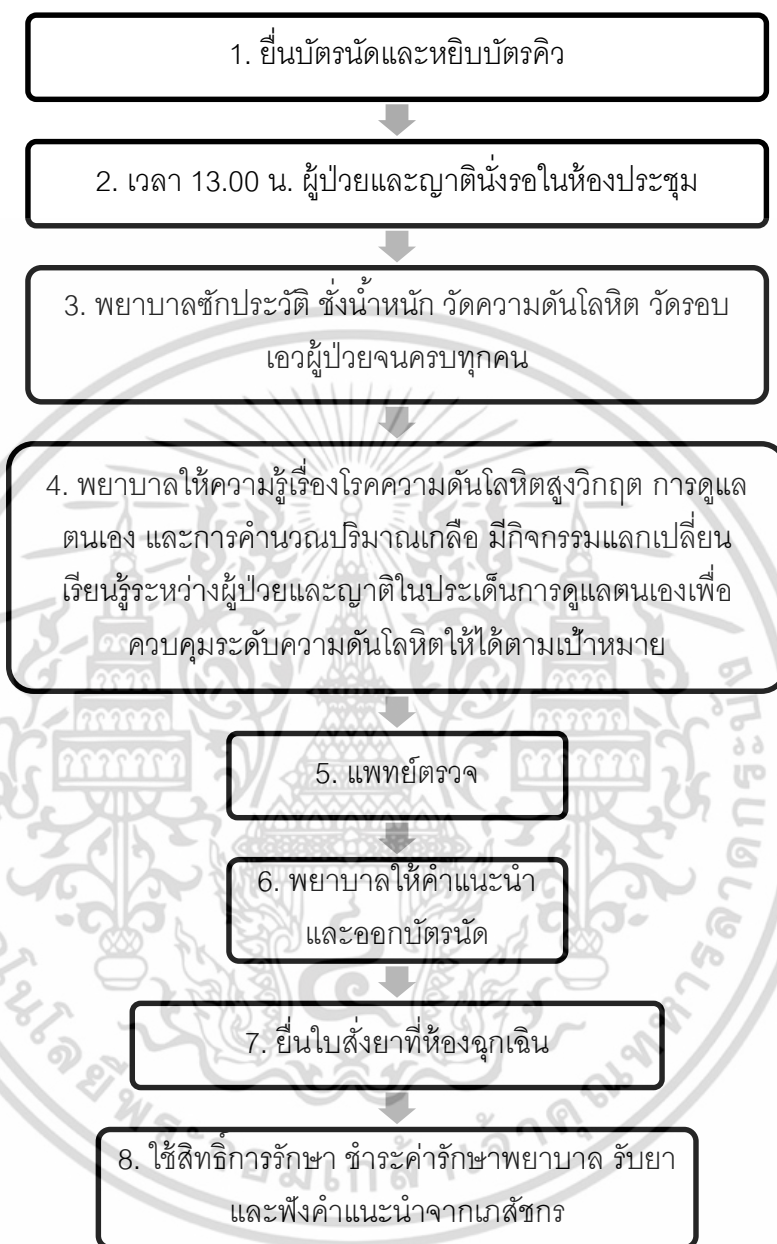 1. ยื่นบัตรนัดและหยิบบัตรคิว
2. เวลา 13.00 น. ผู้ป่วยและญาตินั่งรอในห้องประชุม
3. พยาบาลซักประวัติ ชั่งน้ำหนัก วัดความดันโลหิต วัดรอบ
เอวผู้ป่วยจนครบทุกคน
4. พยาบาลให้ความรู้เรื่องโรคความดันโลหิตสูงวิกฤต การดูแล
ตนเอง และการคำนวณปริมาณเกลือ มีกิจกรรมแลกเปลี่ยน
เรียนรู้ระหว่างผู้ป่วยและญาติในประเด็นการดูแลตนเองเพื่อ
ควบคุมระดับความดันโลหิตให้ได้ตามเป้าหมาย
5. แพทย์ตรวจ
6. พยาบาลให้คำแนะนำ
และออกบัตรนัด
7. ยื่นใบสั่งยาที่ห้องฉุกเฉิน
8. ใช้สิทธิ์การรักษา ชำระค่ารักษาพยาบาล รับยา
และฟังคำแนะนำจากเภสัชกร